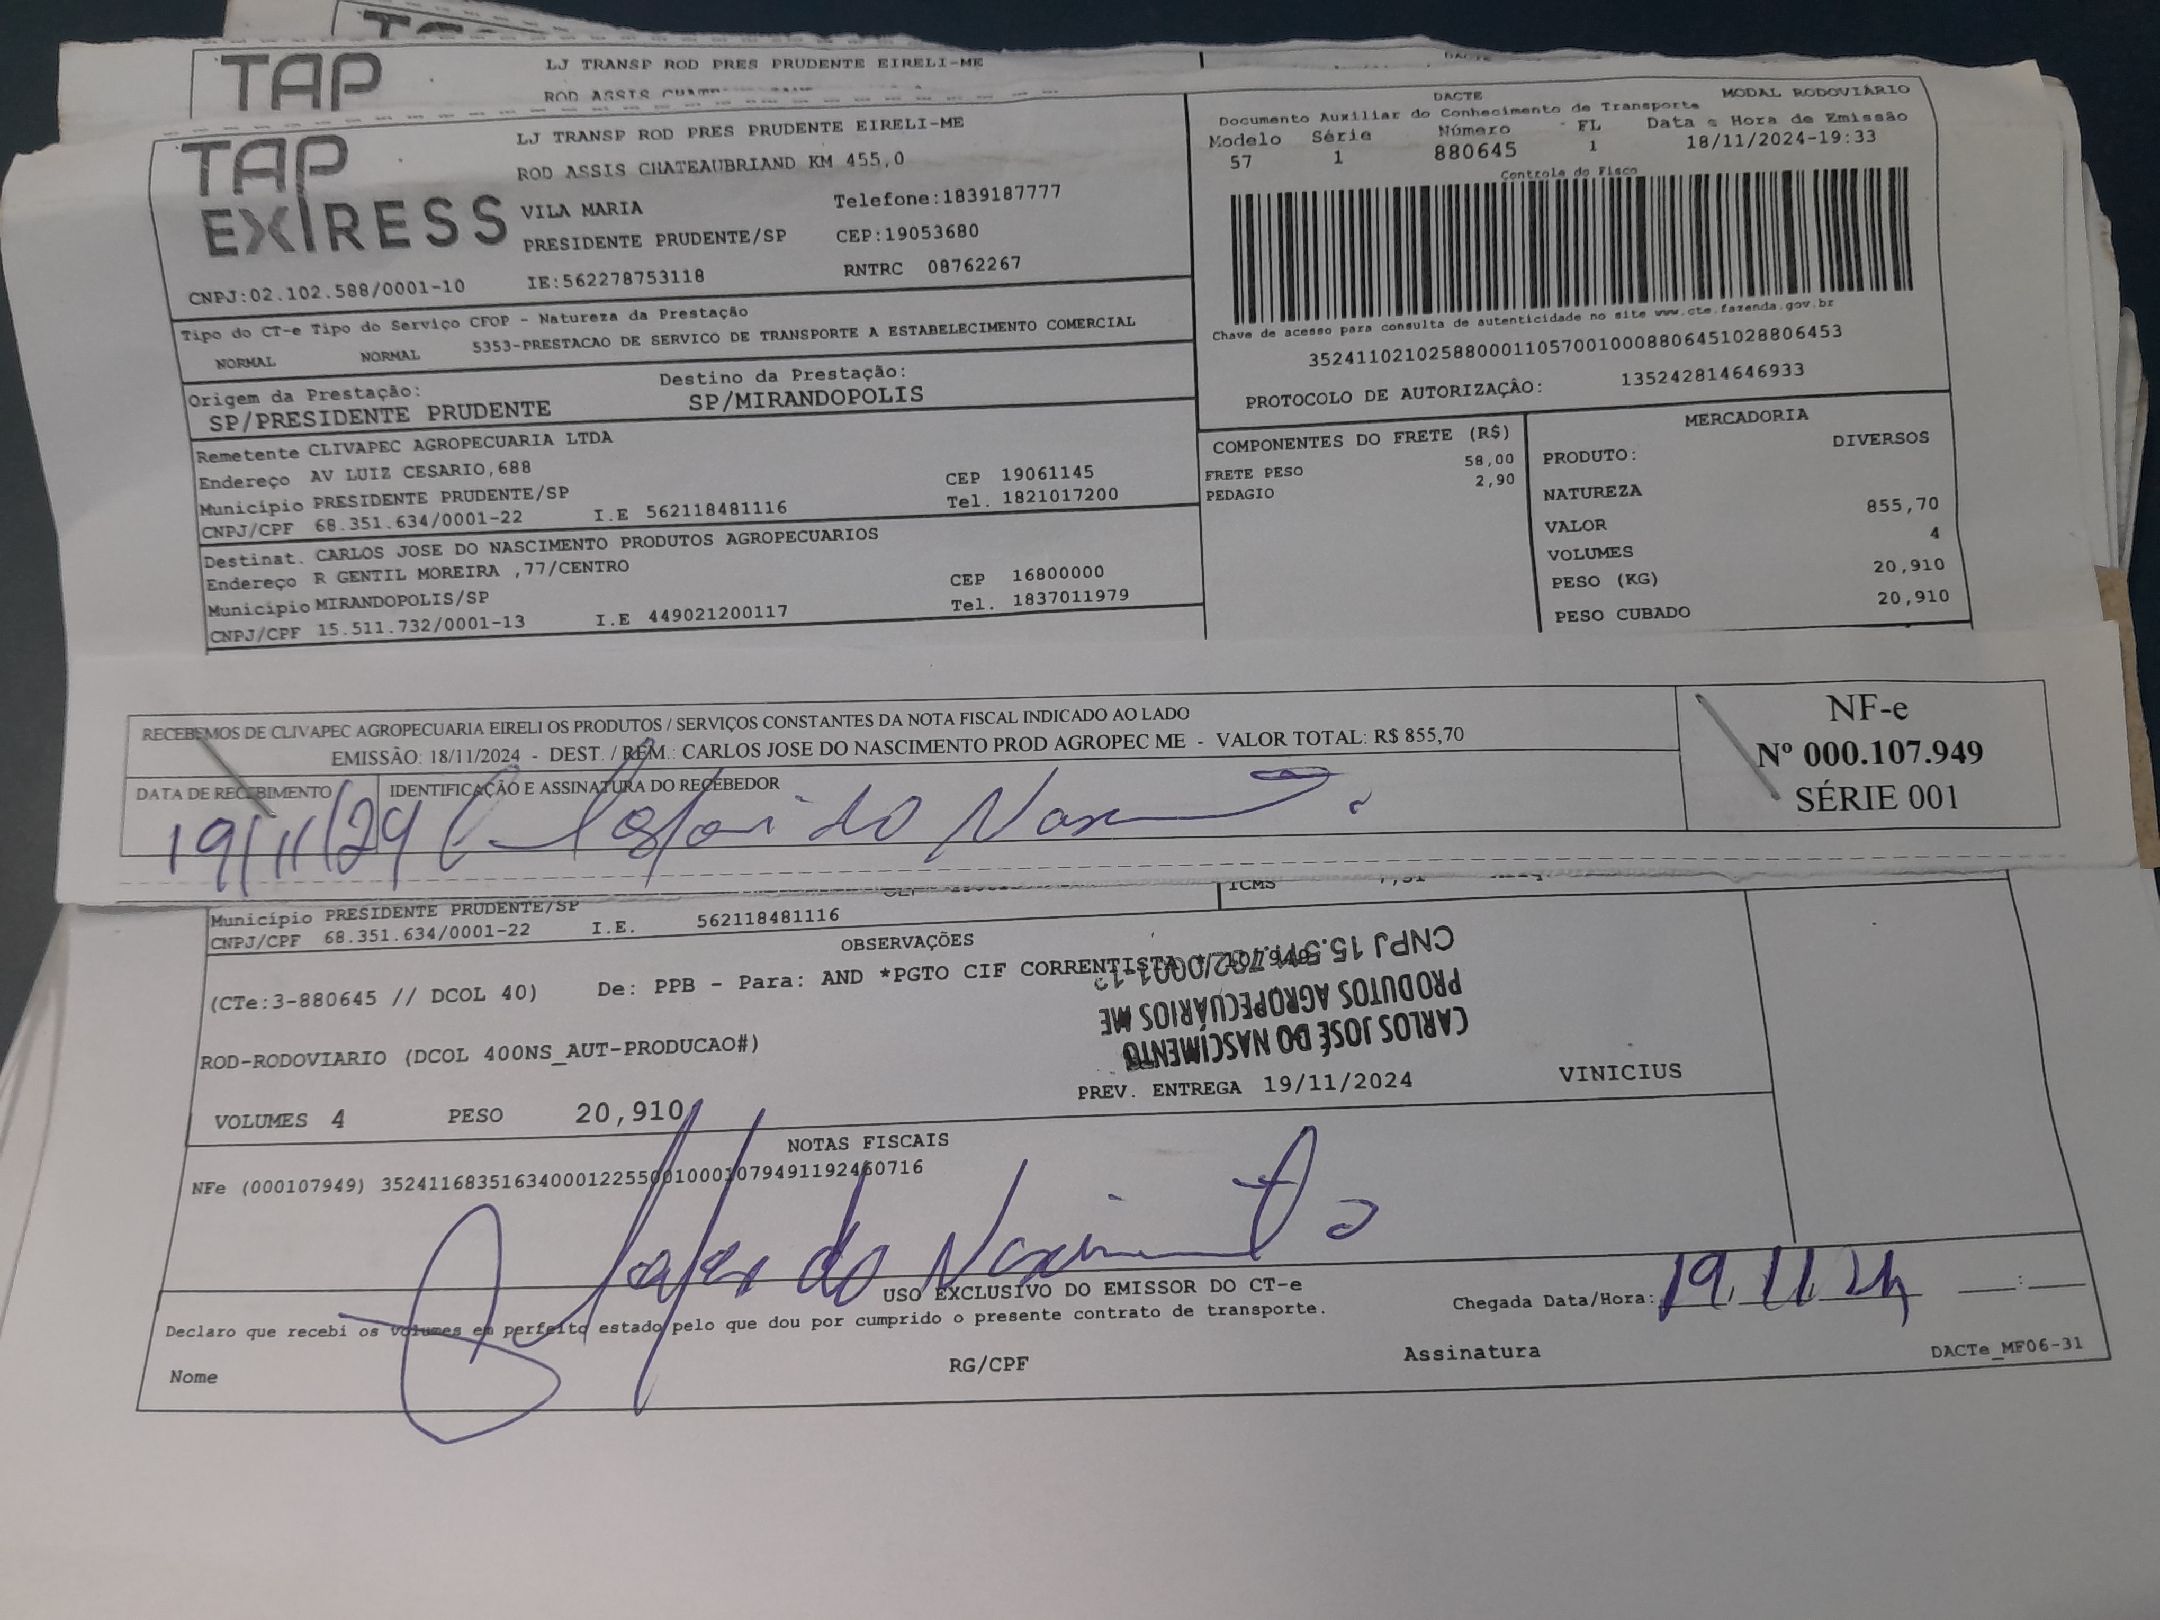 TAP
LJ TRANSP ROD PRES PRUDENTE EIRELI-ME
ROD ASSIS
TAP
EXPRESS
LJ TRANSP ROD PRES PRUDENTE EIRELI-ME
ROD ASSIS CHATEAUBRIAND KM 455,0
VILA MARIA Telefone:1839187777
PRESIDENTE PRUDENTE/SP CEP:19053680
CNPJ:02.102.588/0001-10 IE:562278753118 RNTRC 08762267
DACTE MODAL RODOVIÁRIO
Documento Auxiliar do Conhecimento de Transporte
Modelo Série Número FL Data e Hora de Emissão
57 1 880645 1 18/11/2024-19:33
Controle do Fisco
Chave de acesso para consulta de autenticidade no site www.cte.fazenda.gov.br
35241102102588000110570010008806451028806453
PROTOCOLO DE AUTORIZAÇÃO: 135242814646933
Tipo do CT-e Tipo do Serviço CFOP - Natureza da Prestação
NORMAL NORMAL 5353-PRESTACAO DE SERVICO DE TRANSPORTE A ESTABELECIMENTO COMERCIAL
Origem da Prestação: Destino da Prestação:
SP/PRESIDENTE PRUDENTE SP/MIRANDOPOLIS
Remetente CLIVAPEC AGROPECUARIA LTDA
Endereço AV LUIZ CESARIO,688 CEP 19061145
Município PRESIDENTE PRUDENTE/SP Tel. 1821017200
CNPJ/CPF 68.351.634/0001-22 I.E 562118481116
Destinat. CARLOS JOSE DO NASCIMENTO PRODUTOS AGROPECUARIOS
Endereço R GENTIL MOREIRA ,77/CENTRO CEP 16800000
Município MIRANDOPOLIS/SP Tel. 1837011979
CNPJ/CPF 15.511.732/0001-13 I.E 449021200117
COMPONENTES DO FRETE (R$)
FRETE PESO 58,00
PEDAGIO 2,90
MERCADORIA
PRODUTO: DIVERSOS
NATUREZA
VALOR 855,70
VOLUMES 4
PESO (KG) 20,910
PESO CUBADO 20,910
RECEBEMOS DE CLIVAPEC AGROPECUARIA EIRELI OS PRODUTOS / SERVIÇOS CONSTANTES DA NOTA FISCAL INDICADO AO LADO
EMISSÃO: 18/11/2024 - DEST. / REM.: CARLOS JOSE DO NASCIMENTO PROD AGROPEC ME - VALOR TOTAL: R$ 855,70
DATA DE RECEBIMENTO IDENTIFICAÇÃO E ASSINATURA DO RECEBEDOR
19/11/24
NF-e
Nº 000.107.949
SÉRIE 001
ICMS
Município PRESIDENTE PRUDENTE/SP
CNPJ/CPF 68.351.634/0001-22 I.E. 562118481116
OBSERVAÇÕES
(CTe:3-880645 // DCOL 40) De: PPB - Para: AND *PGTO CIF CORRENTISTA
ROD-RODOVIARIO (DCOL 400NS_AUT-PRODUCAO#)
CARLOS JOSÉ DO NASCIMENTO
PRODUTOS AGROPECUÁRIOS ME
CNPJ 15.511.732/0001-13
PREV. ENTREGA 19/11/2024 VINICIUS
VOLUMES 4 PESO 20,910
NOTAS FISCAIS
NFe (000107949) 35241168351634000122550010001079491192460716
do Nascimento
USO EXCLUSIVO DO EMISSOR DO CT-e
Declaro que recebi os volumes em perfeito estado pelo que dou por cumprido o presente contrato de transporte.
Chegada Data/Hora: 19 11 24 :
Nome RG/CPF Assinatura DACTe_MF06-31